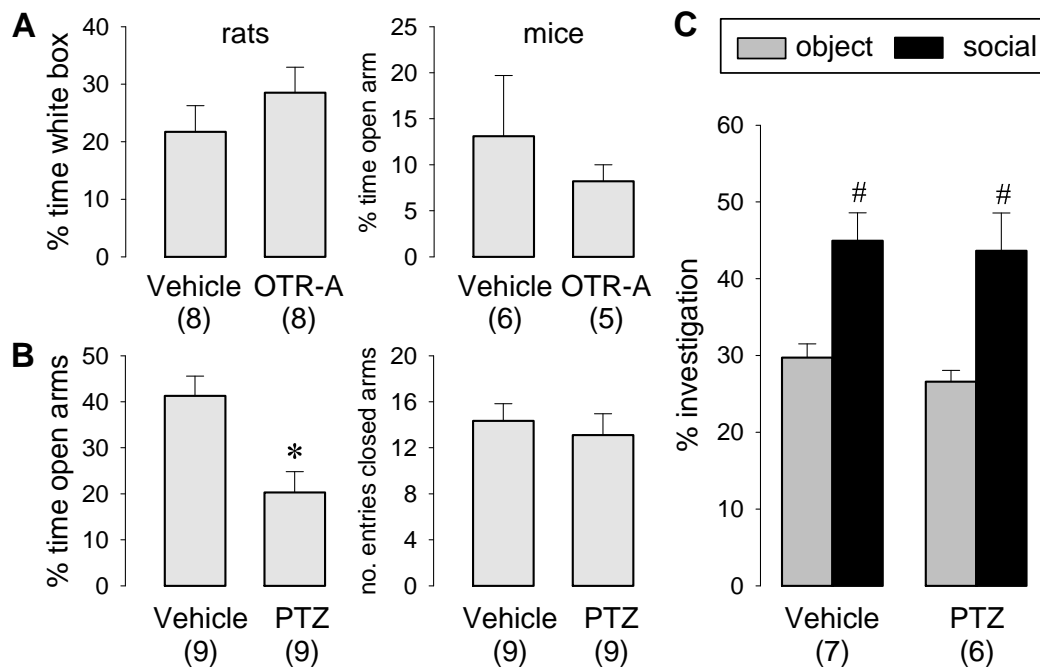 A
rats
% time white box
40
30
20
10
0
Vehicle OTR-A
(8) (8)
mice
% time open arm
25
20
15
10
5
0
Vehicle OTR-A
(6) (5)
B
% time open arms
50
40
30
20
10
0
*
Vehicle PTZ
(9) (9)
no. entries closed arms
20
16
12
8
4
0
Vehicle PTZ
(9) (9)
C
object social
% investigation
60
50
40
30
20
10
0
# #
Vehicle PTZ
(7) (6)